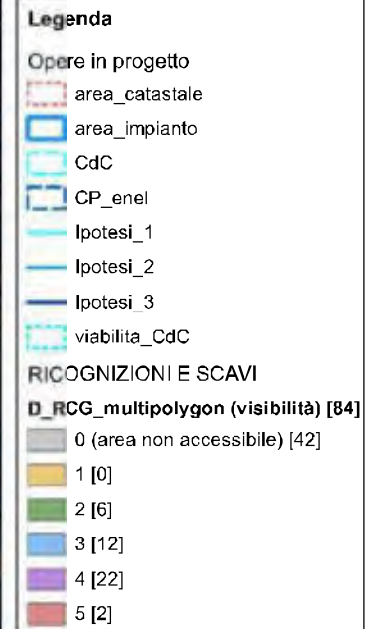 Legenda
Opere in progetto
area_catastale
area_impianto
CdC
CP_enel
Ipotesi_1
Ipotesi_2
Ipotesi_3
viabilita_CdC
RICOGNIZIONI E SCAVI
D_RCG_multipolygon (visibilità) [84]
0 (area non accessibile) [42]
1 [0]
2 [6]
3 [12]
4 [22]
5 [2]